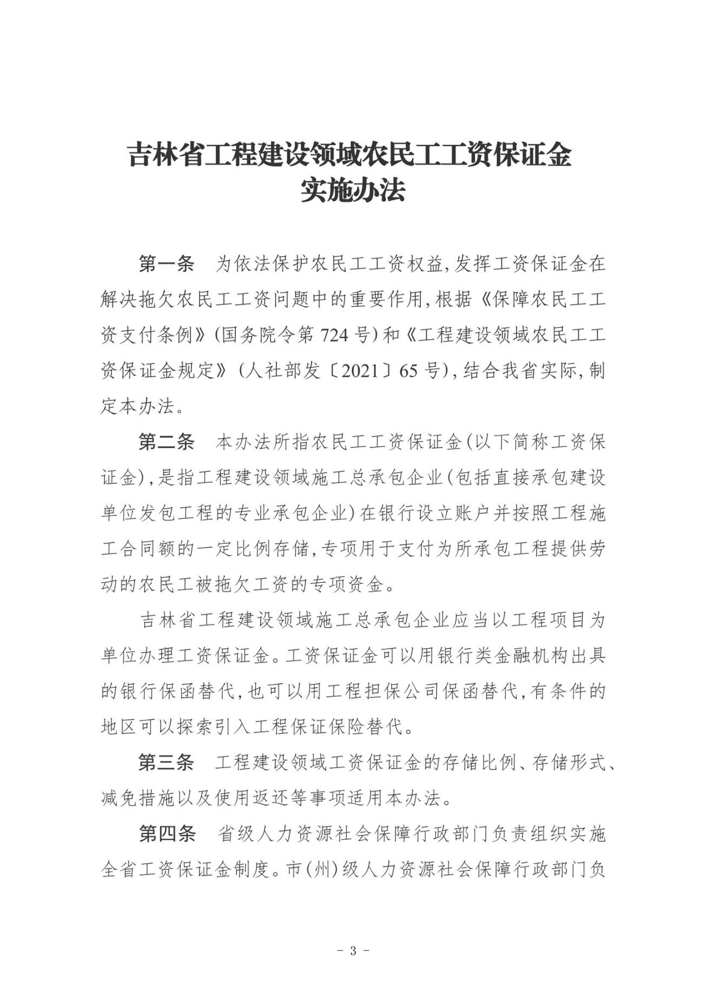 吉林省工程建设领域农民工工资保证金
实施办法
第一条　为依法保护农民工工资权益,发挥工资保证金在
解决拖欠农民工工资问题中的重要作用,根据《保障农民工工
资支付条例》(国务院令第 724 号)和《工程建设领域农民工工
资保证金规定》(人社部发〔2021〕65 号),结合我省实际,制
定本办法。
第二条　本办法所指农民工工资保证金(以下简称工资保
证金),是指工程建设领域施工总承包企业(包括直接承包建设
单位发包工程的专业承包企业)在银行设立账户并按照工程施
工合同额的一定比例存储,专项用于支付为所承包工程提供劳
动的农民工被拖欠工资的专项资金。
吉林省工程建设领域施工总承包企业应当以工程项目为
单位办理工资保证金。工资保证金可以用银行类金融机构出具
的银行保函替代,也可以用工程担保公司保函替代,有条件的
地区可以探索引入工程保证保险替代。
第三条　工程建设领域工资保证金的存储比例、存储形式、
减免措施以及使用返还等事项适用本办法。
第四条　省级人力资源社会保障行政部门负责组织实施
全省工资保证金制度。市(州)级人力资源社会保障行政部门负
- 3 -